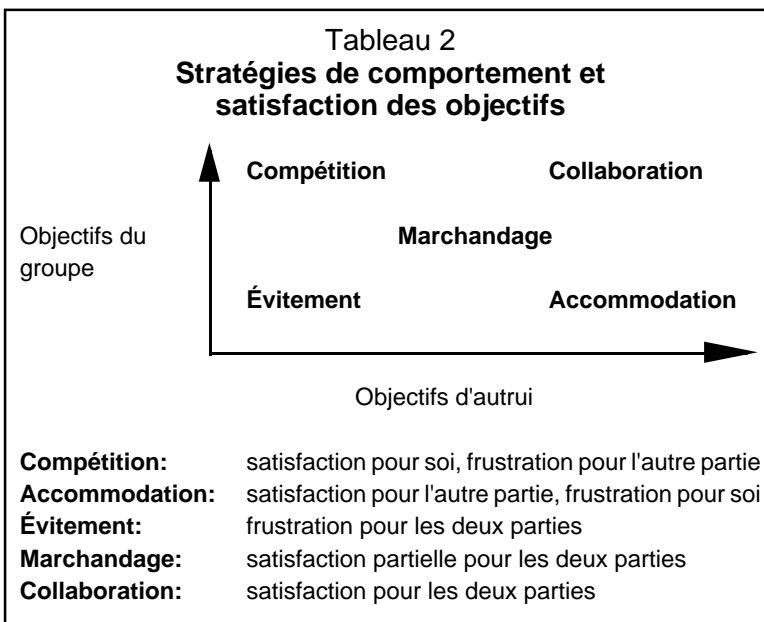 Tableau 2
Stratégies de comportement et
satisfaction des objectifs
Compétition Collaboration
Objectifs du
groupe
Marchandage
Évitement Accommodation
Objectifs d'autrui
Compétition: satisfaction pour soi, frustration pour l'autre partie
Accommodation: satisfaction pour l'autre partie, frustration pour soi
Évitement: frustration pour les deux parties
Marchandage: satisfaction partielle pour les deux parties
Collaboration: satisfaction pour les deux parties